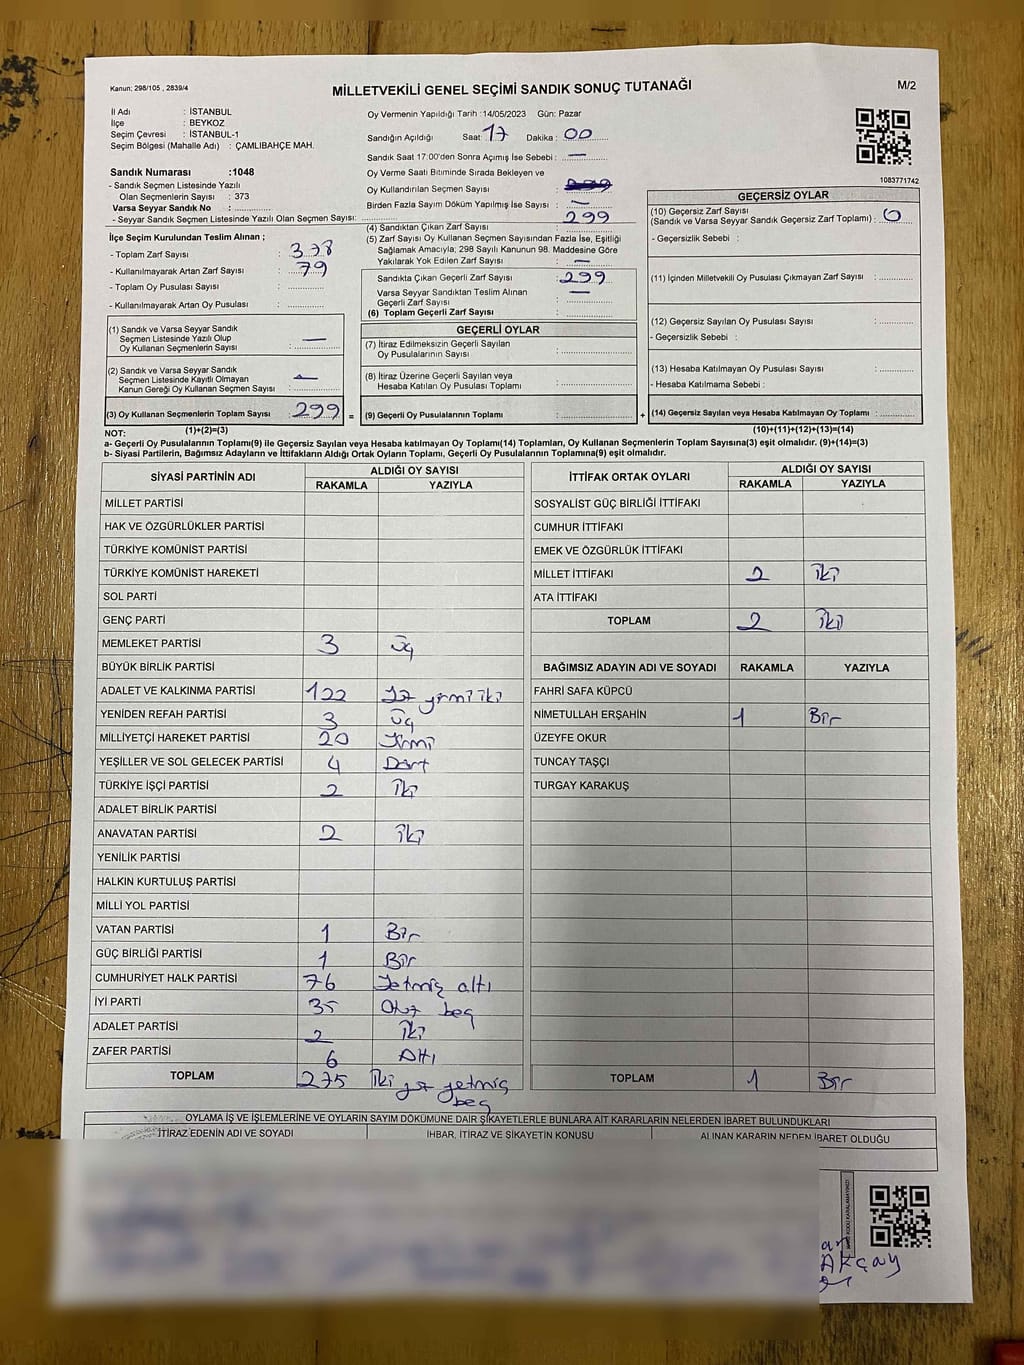 Kanun: 298/105 , 2839/4
MİLLETVEKİLİ GENEL SEÇİMİ SANDIK SONUÇ TUTANAĞI
M/2
İl Adı : İSTANBUL
İlçe : BEYKOZ
Seçim Çevresi : İSTANBUL-1
Seçim Bölgesi (Mahalle Adı) : ÇAMLIBAHÇE MAH.
Sandık Numarası :1048
- Sandık Seçmen Listesinde Yazılı
Olan Seçmenlerin Sayısı : 373
Varsa Seyyar Sandık No : ..............
- Seyyar Sandık Seçmen Listesinde Yazılı Olan Seçmen Sayısı: ..............
Oy Vermenin Yapıldığı Tarih :14/05/2023 Gün: Pazar
Sandığın Açıldığı Saat: 17 Dakika : 00
Sandık Saat 17:00'den Sonra Açımış İse Sebebi : —
Oy Verme Saati Bitiminde Sırada Bekleyen ve
Oy Kullandırılan Seçmen Sayısı :
Birden Fazla Sayım Döküm Yapılmış İse Sayısı : —
1083771742
İlçe Seçim Kurulundan Teslim Alınan ;
- Toplam Zarf Sayısı : 378
- Kullanılmayarak Artan Zarf Sayısı : 79
- Toplam Oy Pusulası Sayısı : ..............
- Kullanılmayarak Artan Oy Pusulası : ..............
(1) Sandık ve Varsa Seyyar Sandık
Seçmen Listesinde Yazılı Olup
Oy Kullanan Seçmenlerin Sayısı : —
(2) Sandık ve Varsa Seyyar Sandık
Seçmen Listesinde Kayıtlı Olmayan
Kanun Gereği Oy Kullanan Seçmen Sayısı : —
(3) Oy Kullanan Seçmenlerin Toplam Sayısı : 299 =
(1)+(2)=(3)
(4) Sandıktan Çıkan Zarf Sayısı : 299
(5) Zarf Sayısı Oy Kullanan Seçmen Sayısından Fazla İse, Eşitliği
Sağlamak Amacıyla; 298 Sayılı Kanunun 98. Maddesine Göre
Yakılarak Yok Edilen Zarf Sayısı : —
Sandıkta Çıkan Geçerli Zarf Sayısı : 299
Varsa Seyyar Sandıktan Teslim Alınan
Geçerli Zarf Sayısı : —
(6) Toplam Geçerli Zarf Sayısı : ..............
GEÇERLİ OYLAR
(7) İtiraz Edilmeksizin Geçerli Sayılan
Oy Pusulalarının Sayısı : ..............
(8) İtiraz Üzerine Geçerli Sayılan veya
Hesaba Katılan Oy Pusulası Toplamı : ..............
(9) Geçerli Oy Pusulalarının Toplamı : .............. +
GEÇERSİZ OYLAR
(10) Geçersiz Zarf Sayısı
(Sandık ve Varsa Seyyar Sandık Geçersiz Zarf Toplamı) : 0
- Geçersizlik Sebebi :
(11) İçinden Milletvekili Oy Pusulası Çıkmayan Zarf Sayısı : ..............
(12) Geçersiz Sayılan Oy Pusulası Sayısı : ..............
- Geçersizlik Sebebi :
(13) Hesaba Katılmayan Oy Pusulası Sayısı : ..............
- Hesaba Katılmama Sebebi :
(14) Geçersiz Sayılan veya Hesaba Katılmayan Oy Toplamı : ..............
(10)+(11)+(12)+(13)=(14)
NOT:
a- Geçerli Oy Pusulalarının Toplamı(9) ile Geçersiz Sayılan veya Hesaba katılmayan Oy Toplamı(14) Toplamları, Oy Kullanan Seçmenlerin Toplam Sayısına(3) eşit olmalıdır. (9)+(14)=(3)
b- Siyasi Partilerin, Bağımsız Adayların ve İttifakların Aldığı Ortak Oyların Toplamı, Geçerli Oy Pusulalarının Toplamına(9) eşit olmalıdır.
SİYASİ PARTİNİN ADI ALDIĞI OY SAYISI
RAKAMLA YAZIYLA
MİLLET PARTİSİ
HAK VE ÖZGÜRLÜKLER PARTİSİ
TÜRKİYE KOMÜNİST PARTİSİ
TÜRKİYE KOMÜNİST HAREKETİ
SOL PARTİ
GENÇ PARTİ
MEMLEKET PARTİSİ 3 üç
BÜYÜK BİRLİK PARTİSİ
ADALET VE KALKINMA PARTİSİ 122 Yüz yirmi iki
YENİDEN REFAH PARTİSİ 3 üç
MİLLİYETÇİ HAREKET PARTİSİ 20 Yirmi
YEŞİLLER VE SOL GELECEK PARTİSİ 4 Dört
TÜRKİYE İŞÇİ PARTİSİ 2 İki
ADALET BİRLİK PARTİSİ
ANAVATAN PARTİSİ 2 iki
YENİLİK PARTİSİ
HALKIN KURTULUŞ PARTİSİ
MİLLİ YOL PARTİSİ
VATAN PARTİSİ 1 Bir
GÜÇ BİRLİĞİ PARTİSİ 1 Bir
CUMHURİYET HALK PARTİSİ 76 Yetmiş altı
İYİ PARTİ 35 Otuz beş
ADALET PARTİSİ 2 İki
ZAFER PARTİSİ 6 Altı
TOPLAM 275 İki yüz yetmiş
beş
İTTİFAK ORTAK OYLARI ALDIĞI OY SAYISI
RAKAMLA YAZIYLA
SOSYALİST GÜÇ BİRLİĞİ İTTİFAKI
CUMHUR İTTİFAKI
EMEK VE ÖZGÜRLÜK İTTİFAKI
MİLLET İTTİFAKI 2 İki
ATA İTTİFAKI
TOPLAM 2 İki
BAĞIMSIZ ADAYIN ADI VE SOYADI RAKAMLA YAZIYLA
FAHRİ SAFA KÜPCÜ
NİMETULLAH ERŞAHİN 1 Bir
ÜZEYFE OKUR
TUNCAY TAŞÇI
TURGAY KARAKUŞ
TOPLAM 1 Bir
OYLAMA İŞ VE İŞLEMLERİNE VE OYLARIN SAYIM DÖKÜMÜNE DAİR ŞİKAYETLERLE BUNLARA AİT KARARLARIN NELERDEN İBARET BULUNDUKLARI
İTİRAZ EDENİN ADI VE SOYADI İHBAR, İTİRAZ VE ŞİKAYETİN KONUSU ALINAN KARARIN NEDEN İBARET OLDUĞU
Akçay